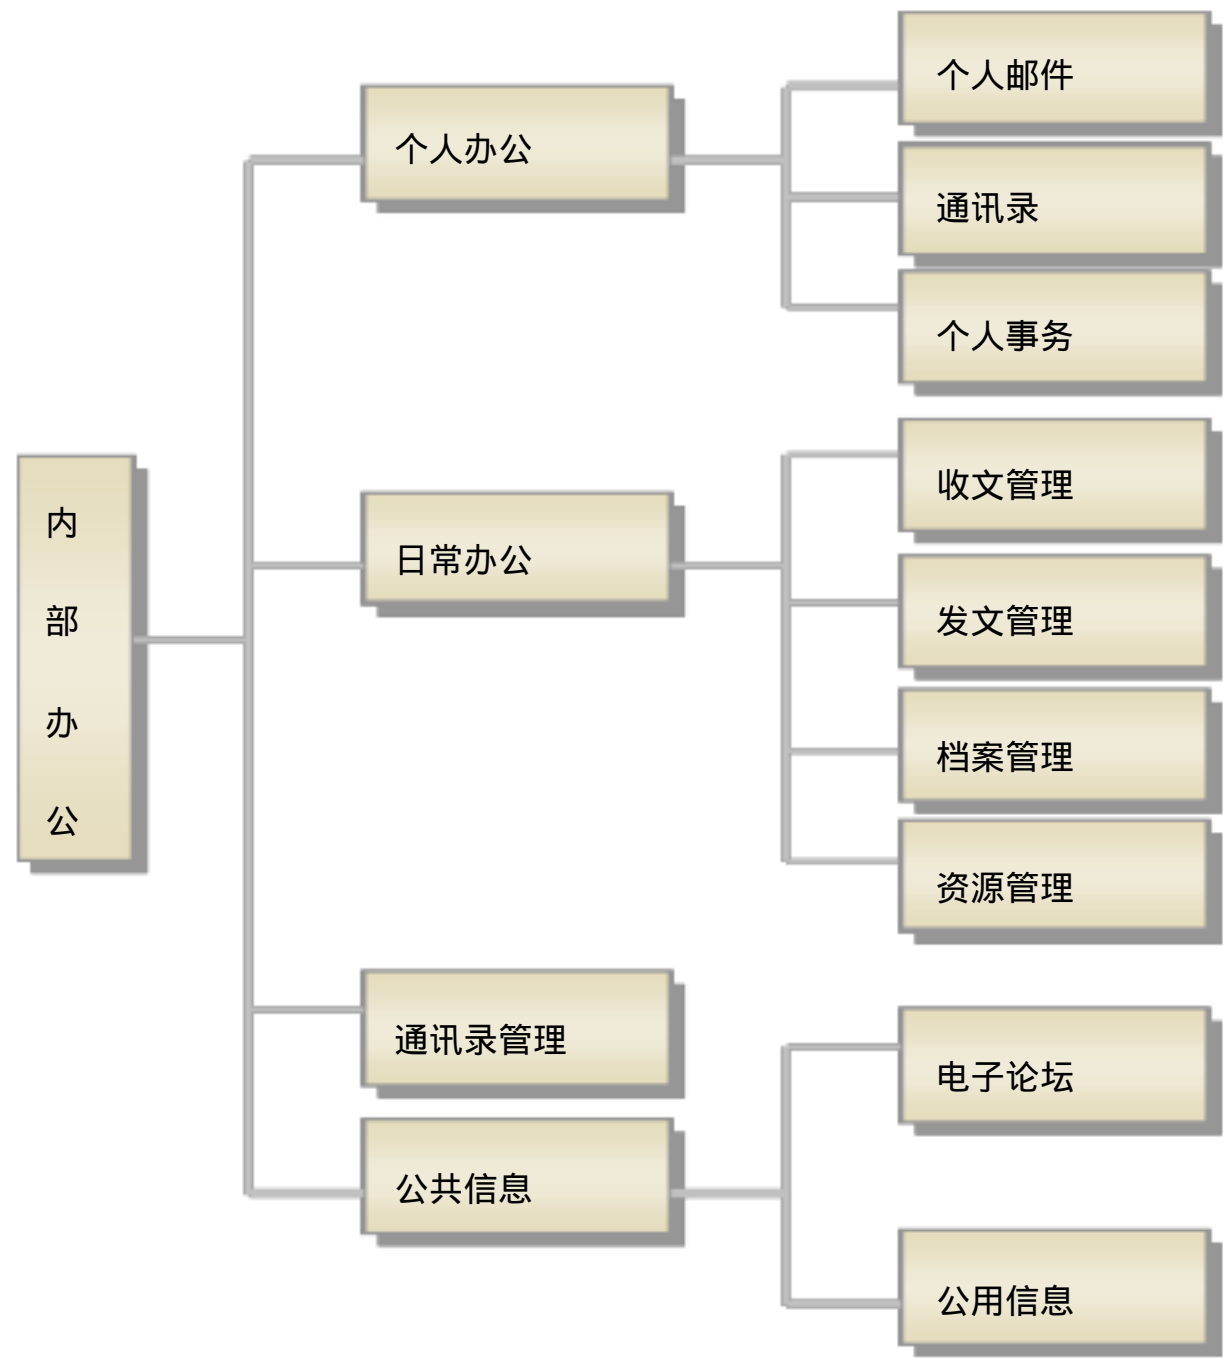 内
部
办
公
个人办公
个人邮件
通讯录
个人事务
日常办公
收文管理
发文管理
档案管理
资源管理
通讯录管理
公共信息
电子论坛
公用信息